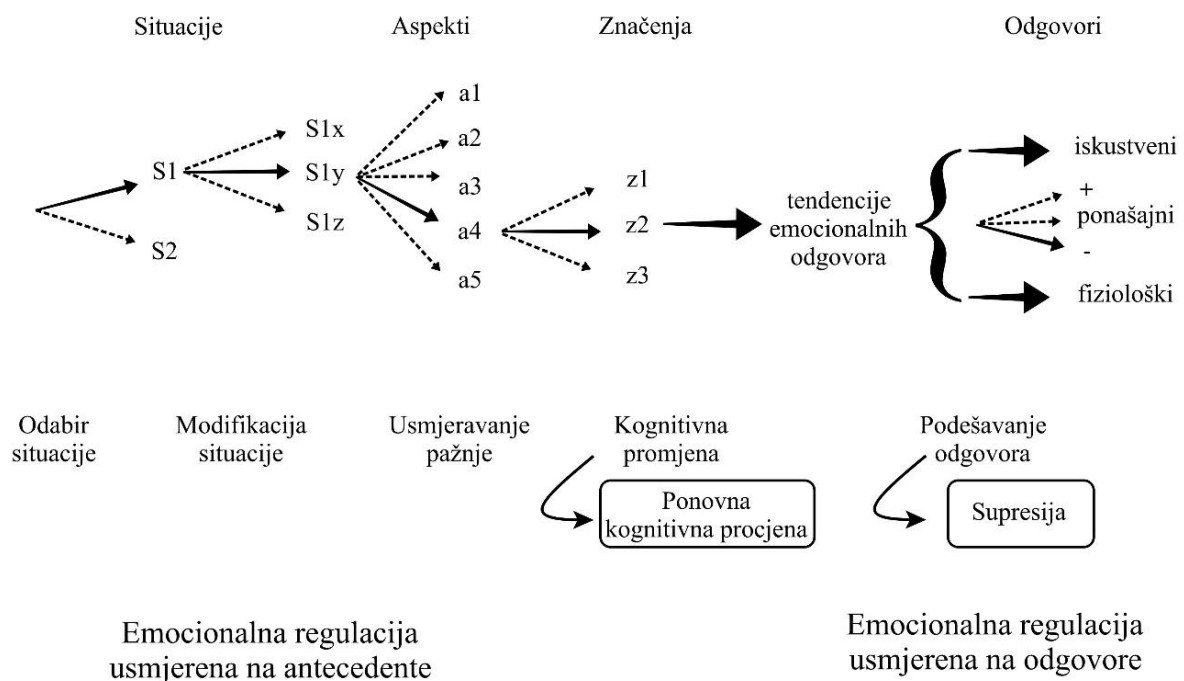 Situacije
Aspekti
Značenja
Odgovori
S1
S2
S1x
S1y
S1z
a1
a2
a3
a4
a5
z1
z2
z3
tendencije
emocionalnih
odgovora
iskustveni
+
ponašajni
-
fiziološki
Odabir
situacije
Modifikacija
situacije
Usmjeravanje
pažnje
Kognitivna
promjena
Ponovna
kognitivna procjena
Podešavanje
odgovora
Supresija
Emocionalna regulacija
usmjerena na antecedente
Emocionalna regulacija
usmjerena na odgovore